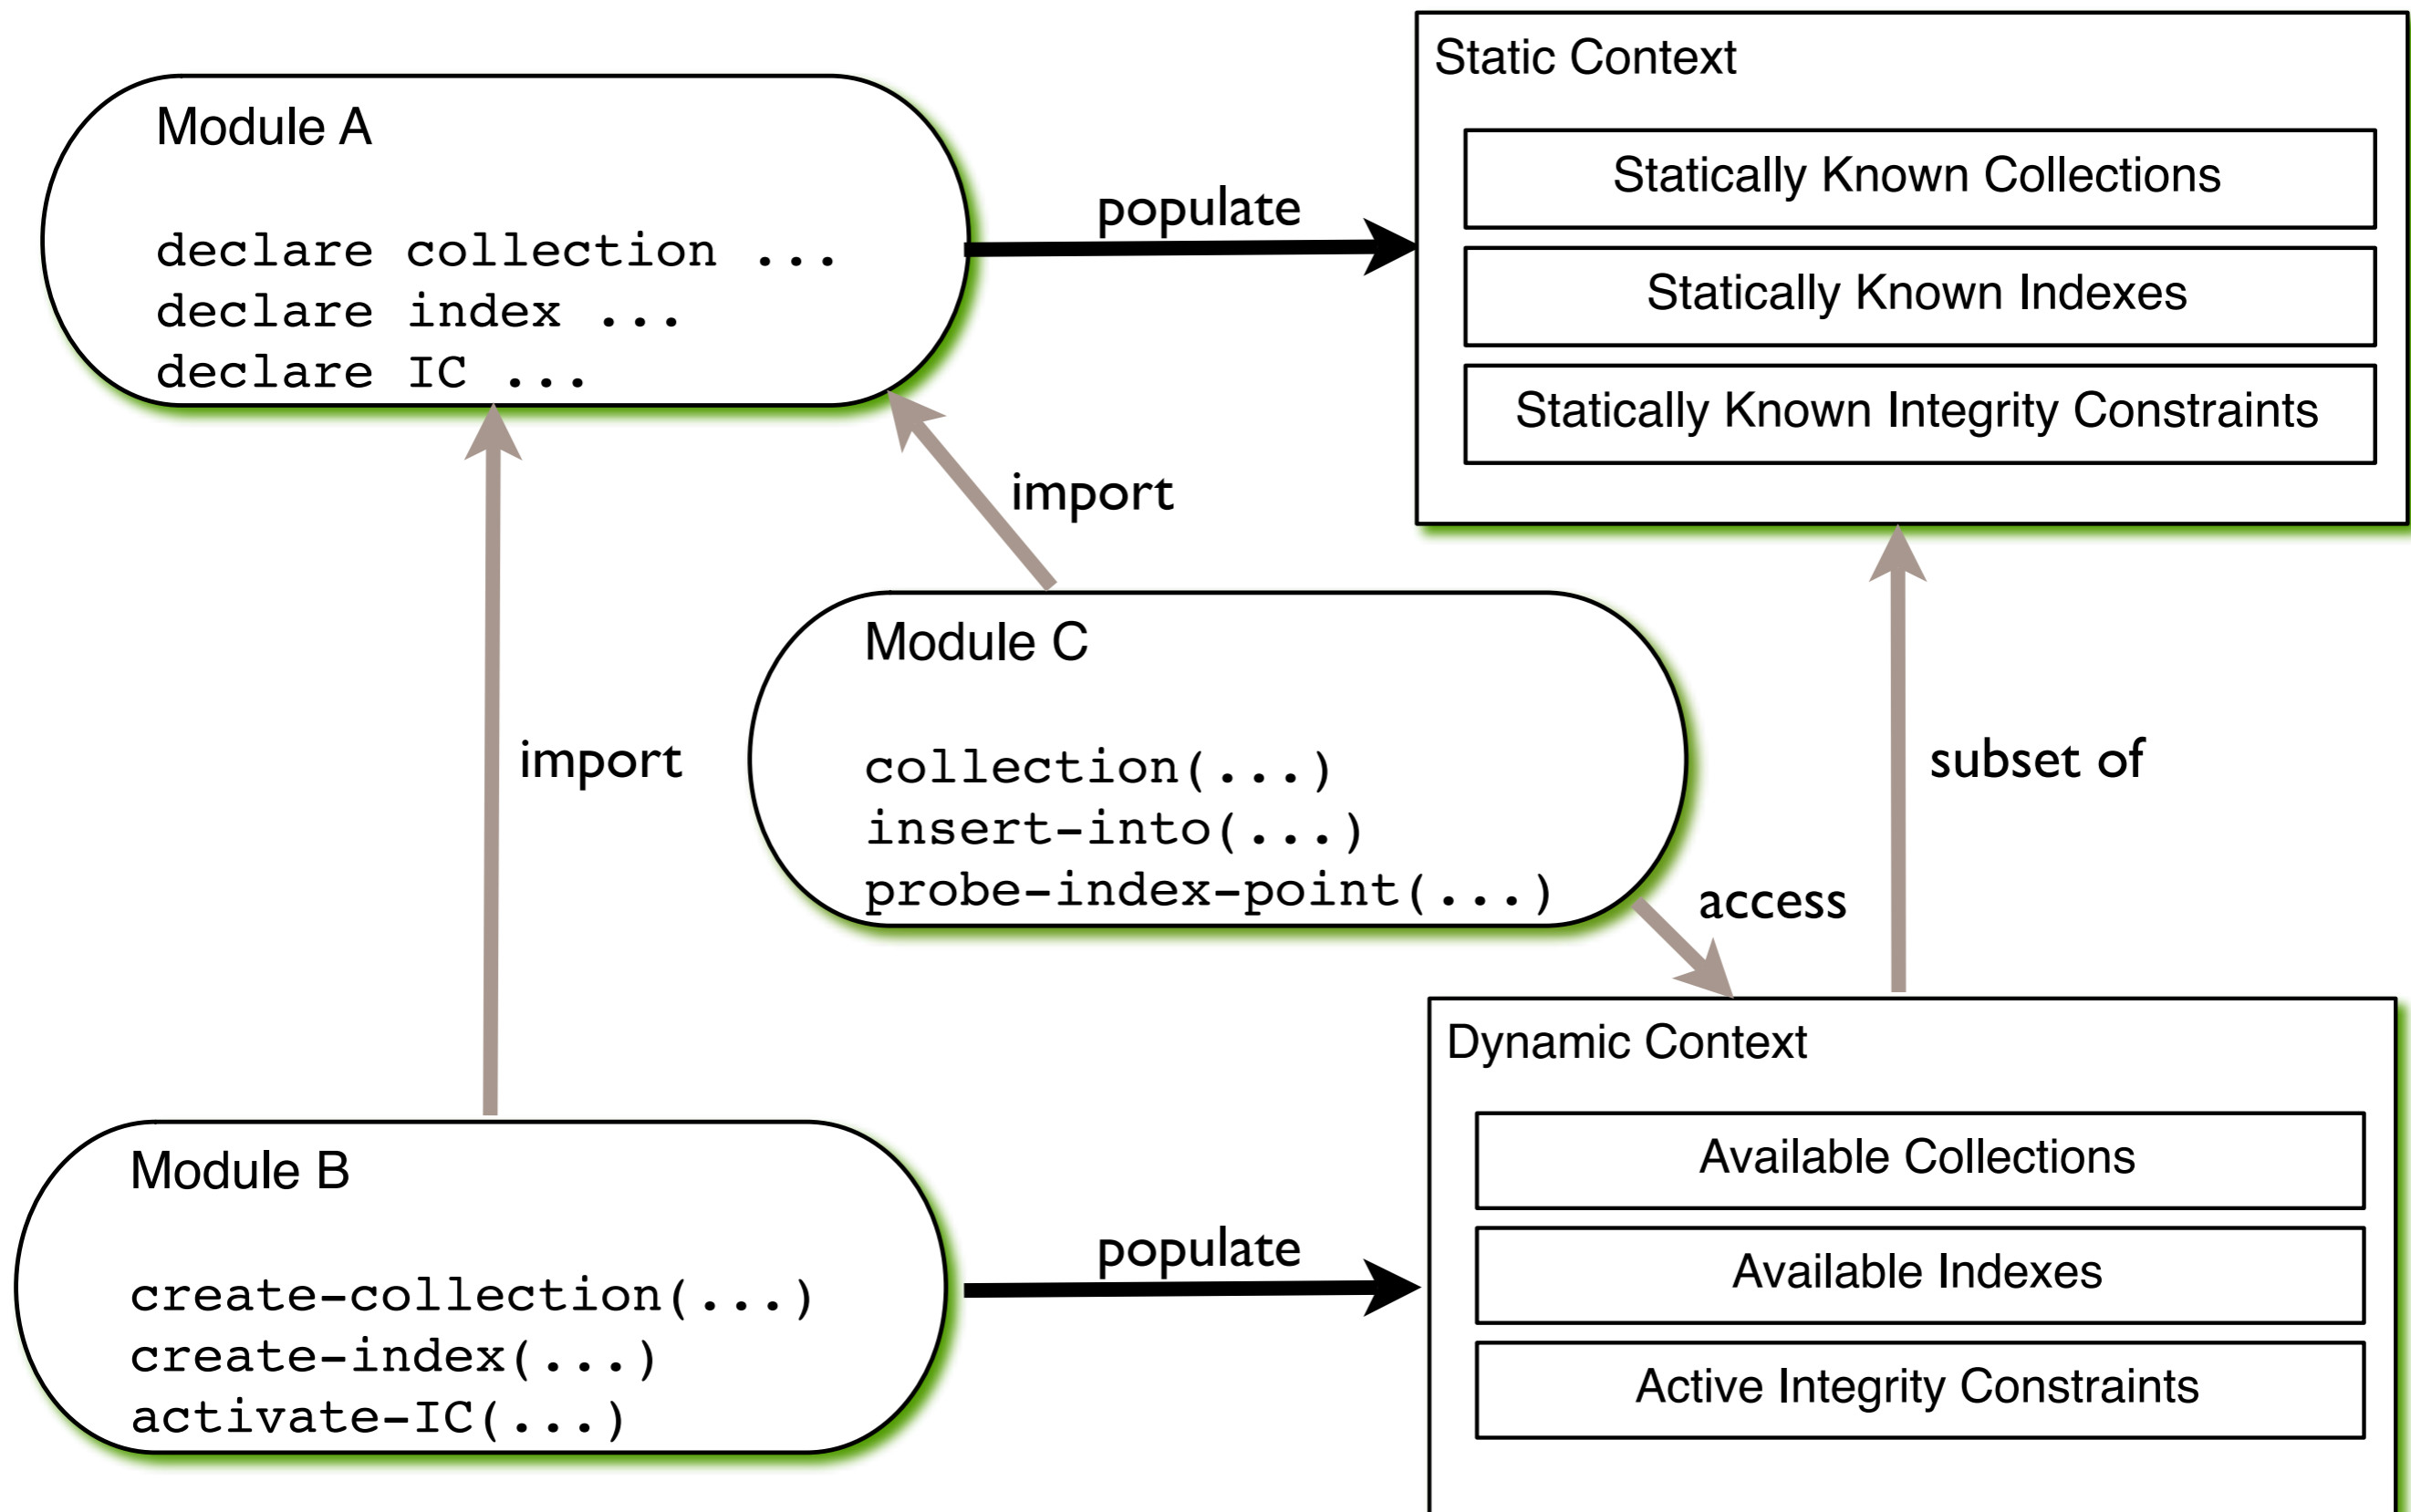 Module A
declare collection ...
declare index ...
declare IC ...
populate
Static Context
Statically Known Collections
Statically Known Indexes
Statically Known Integrity Constraints
import
import
Module C
collection(...)
insert-into(...)
probe-index-point(...)
access
subset of
Module B
create-collection(...)
create-index(...)
activate-IC(...)
populate
Dynamic Context
Available Collections
Available Indexes
Active Integrity Constraints